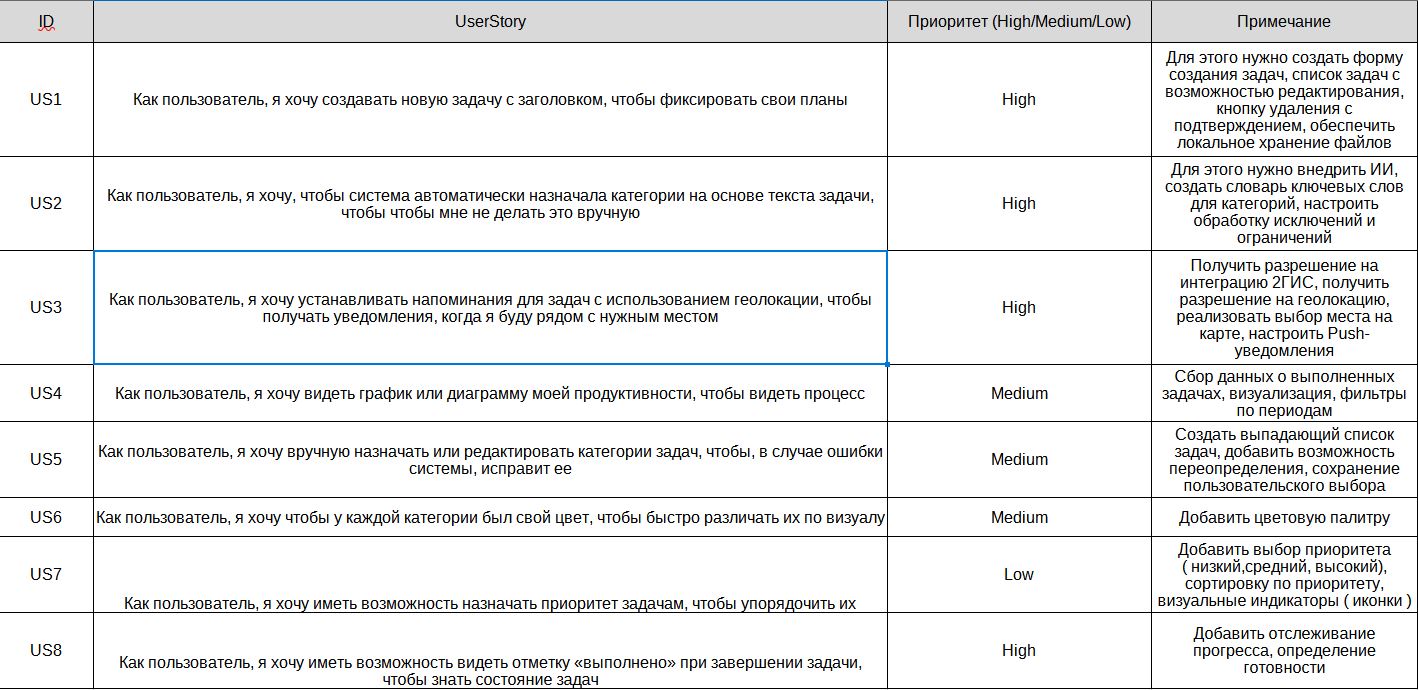 ID
UserStory
Приоритет (High/Medium/Low)
Примечание
US1
Как пользователь, я хочу создавать новую задачу с заголовком, чтобы фиксировать свои планы
High
Для этого нужно создать форму
создания задач, список задач с
возможностью редактирования,
кнопку удаления с
подтверждением, обеспечить
локальное хранение файлов
US2
Как пользователь, я хочу, чтобы система автоматически назначала категории на основе текста задачи,
чтобы чтобы мне не делать это вручную
High
Для этого нужно внедрить ИИ,
создать словарь ключевых слов
для категорий, настроить
обработку исключений и
ограничений
US3
Как пользователь, я хочу устанавливать напоминания для задач с использованием геолокации, чтобы
получать уведомления, когда я буду рядом с нужным местом
High
Получить разрешение на
интеграцию 2ГИС, получить
разрешение на геолокацию,
реализовать выбор места на
карте, настроить Push-
уведомления
US4
Как пользователь, я хочу видеть график или диаграмму моей продуктивности, чтобы видеть процесс
Medium
Сбор данных о выполненных
задачах, визуализация, фильтры
по периодам
US5
Как пользователь, я хочу вручную назначать или редактировать категории задач, чтобы, в случае ошибки
системы, исправит ее
Medium
Создать выпадающий список
задач, добавить возможность
переопределения, сохранение
пользовательского выбора
US6
Как пользователь, я хочу чтобы у каждой категории был свой цвет, чтобы быстро различать их по визуалу
Medium
Добавить цветовую палитру
US7
Как пользователь, я хочу иметь возможность назначать приоритет задачам, чтобы упорядочить их
Low
Добавить выбор приоритета
( низкий,средний, высокий),
сортировку по приоритету,
визуальные индикаторы ( иконки )
US8
Как пользователь, я хочу иметь возможность видеть отметку «выполнено» при завершении задачи,
чтобы знать состояние задач
High
Добавить отслеживание
прогресса, определение
готовности